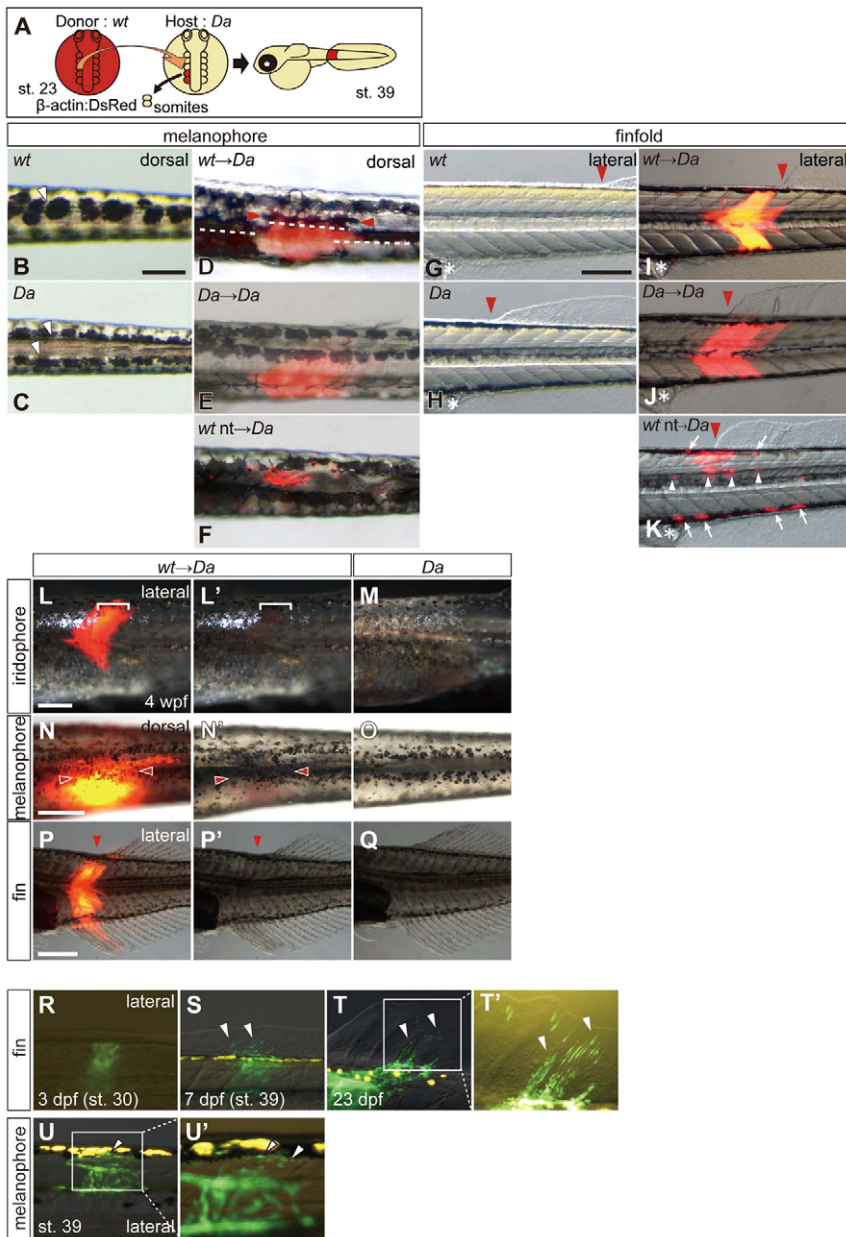 A
Donor : wt
Host : Da
st. 23
β-actin:DsRed
somites
st. 39
melanophore
finfold
wt
dorsal
B
wt→Da
dorsal
D
wt
lateral
G
*
wt→Da
lateral
I
*
Da
C
Da→Da
E
Da
H
*
Da→Da
J
*
wt nt→Da
F
wt nt→Da
K
*
wt→Da
Da
iridophore
L
lateral
4 wpf
L'
M
melanophore
N
dorsal
N'
O
fin
P
lateral
P'
Q
fin
R
lateral
3 dpf (st. 30)
S
7 dpf (st. 39)
T
23 dpf
T'
melanophore
U
st. 39
lateral
U'